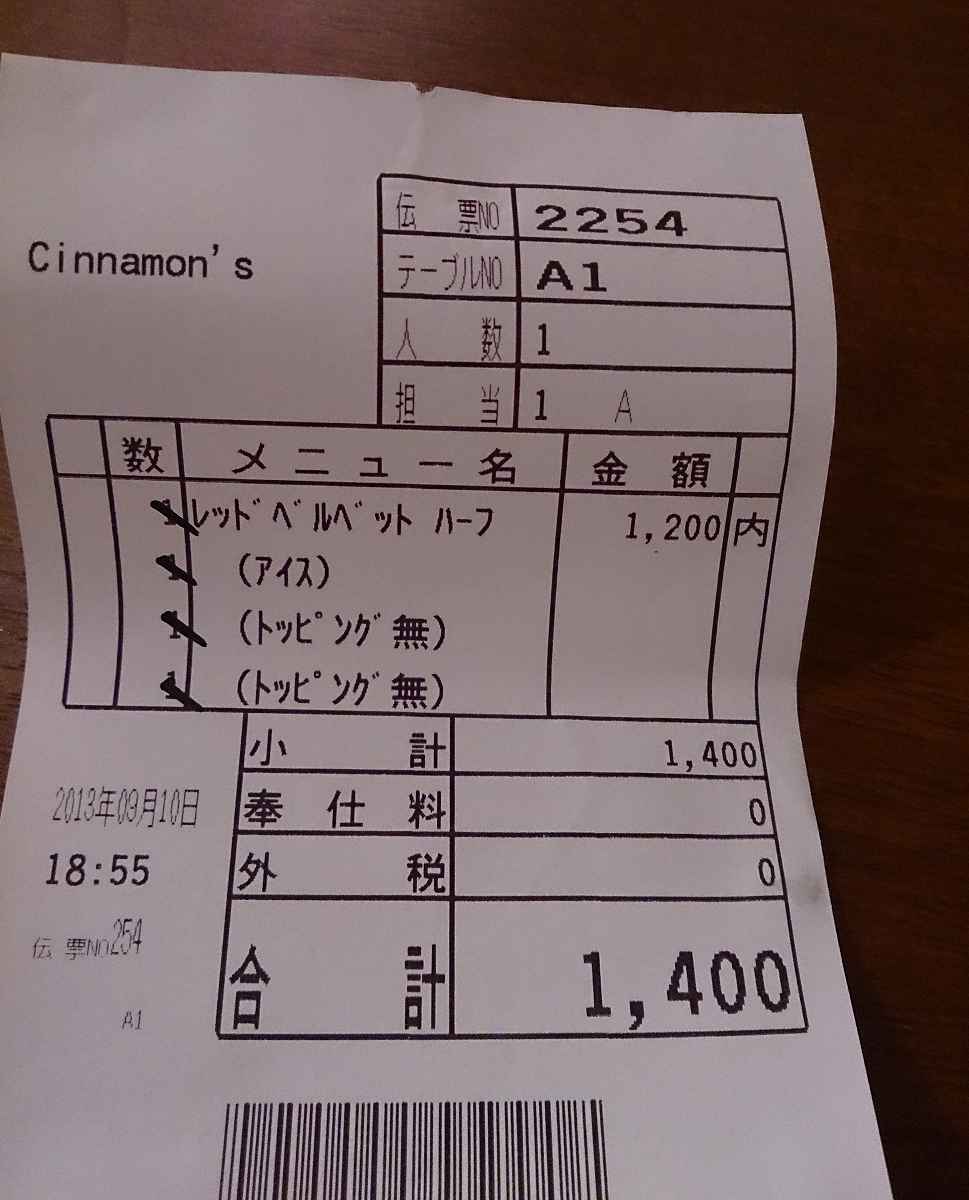 伝票NO 2254
Cinnamon's
テーブルNO A1
人数 1
担当 1 A
数 メニュー名 金額
1 ﾚｯﾄﾞﾍﾞﾙﾍﾞｯﾄ ﾊｰﾌ 1,200 内
1 (ｱｲｽ)
1 (ﾄｯﾋﾟﾝｸﾞ無)
1 (ﾄｯﾋﾟﾝｸﾞ無)
小計 1,400
2013年09月10日 奉仕料 0
18:55 外税 0
伝票No254
合計 1,400
A1